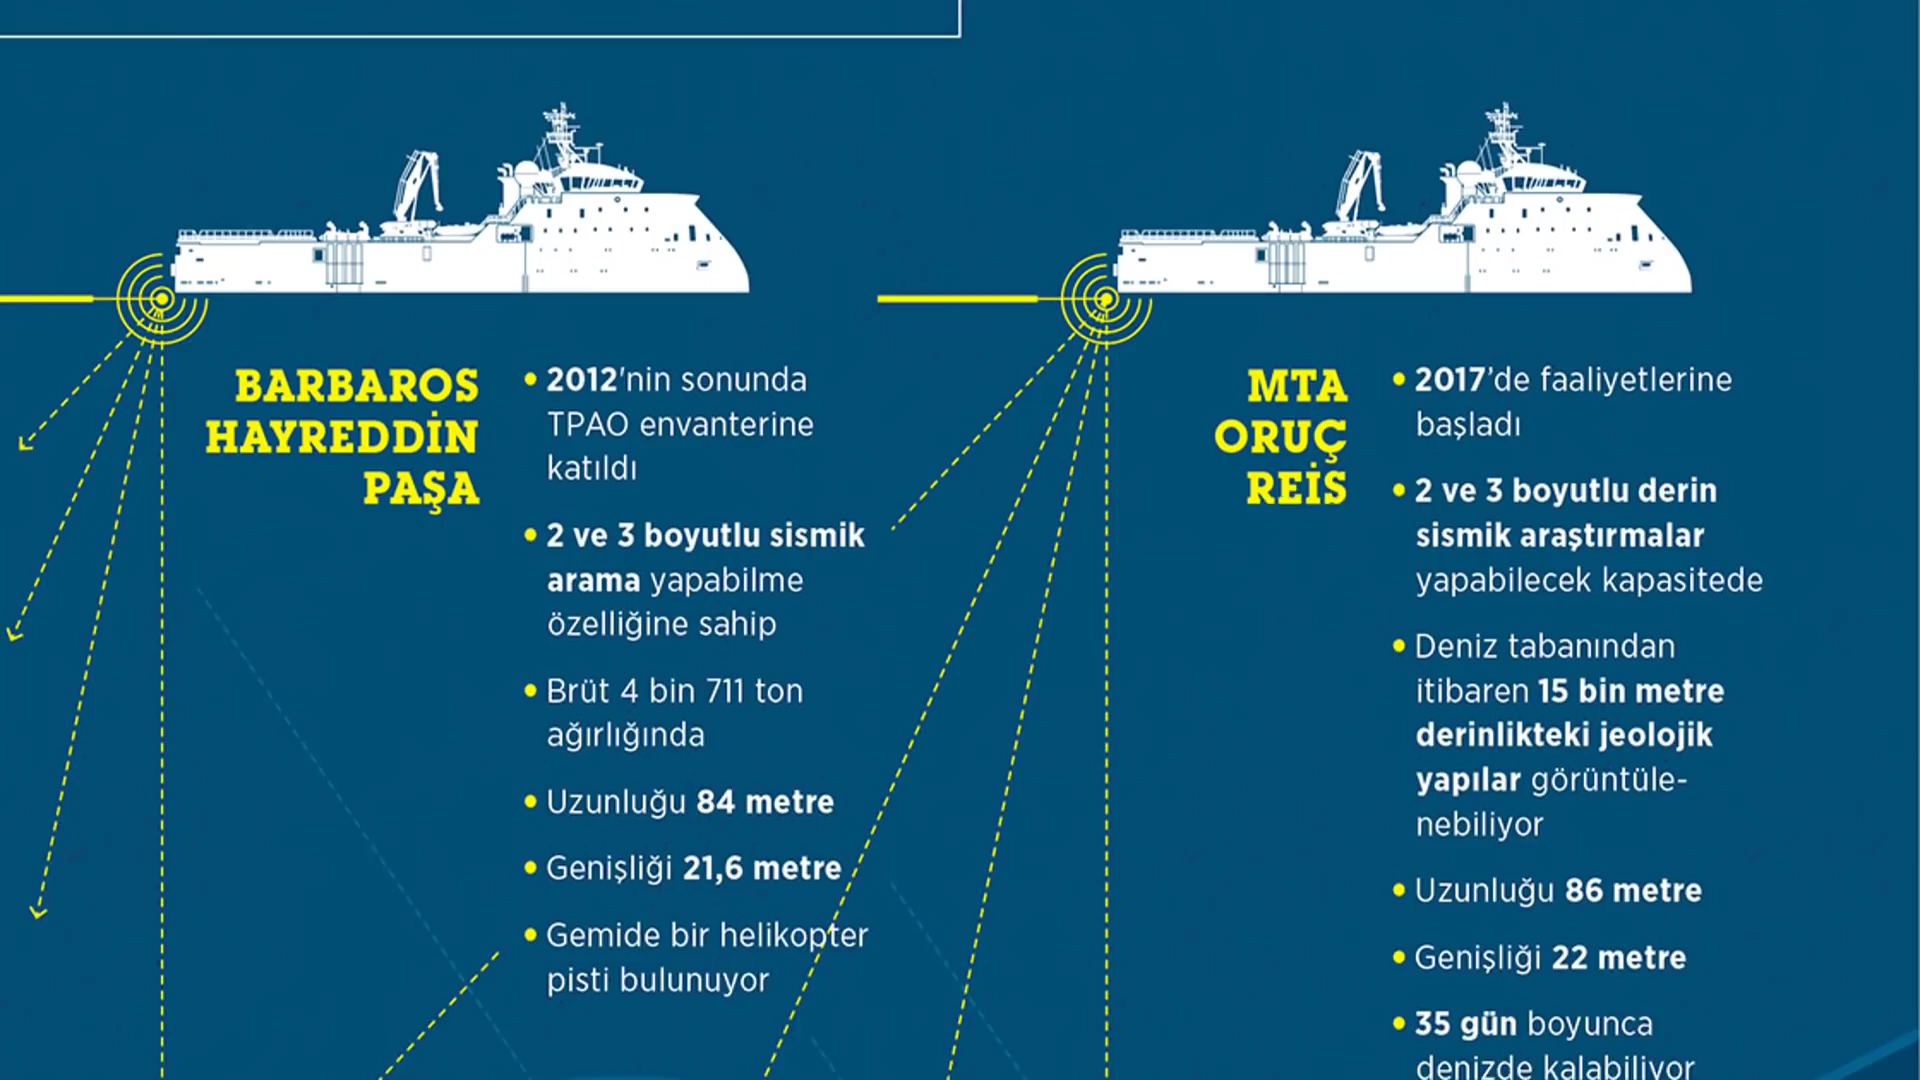 BARBAROS
HAYREDDİN
PAŞA
• 2012'nin sonunda
TPAO envanterine
katıldı
• 2 ve 3 boyutlu sismik
arama yapabilme
özelliğine sahip
• Brüt 4 bin 711 ton
ağırlığında
• Uzunluğu 84 metre
• Genişliği 21,6 metre
• Gemide bir helikopter
pisti bulunuyor
MTA
ORUÇ
REİS
• 2017’de faaliyetlerine
başladı
• 2 ve 3 boyutlu derin
sismik araştırmalar
yapabilecek kapasitede
• Deniz tabanından
itibaren 15 bin metre
derinlikteki jeolojik
yapılar görüntüle-
nebiliyor
• Uzunluğu 86 metre
• Genişliği 22 metre
• 35 gün boyunca
denizde kalabiliyor